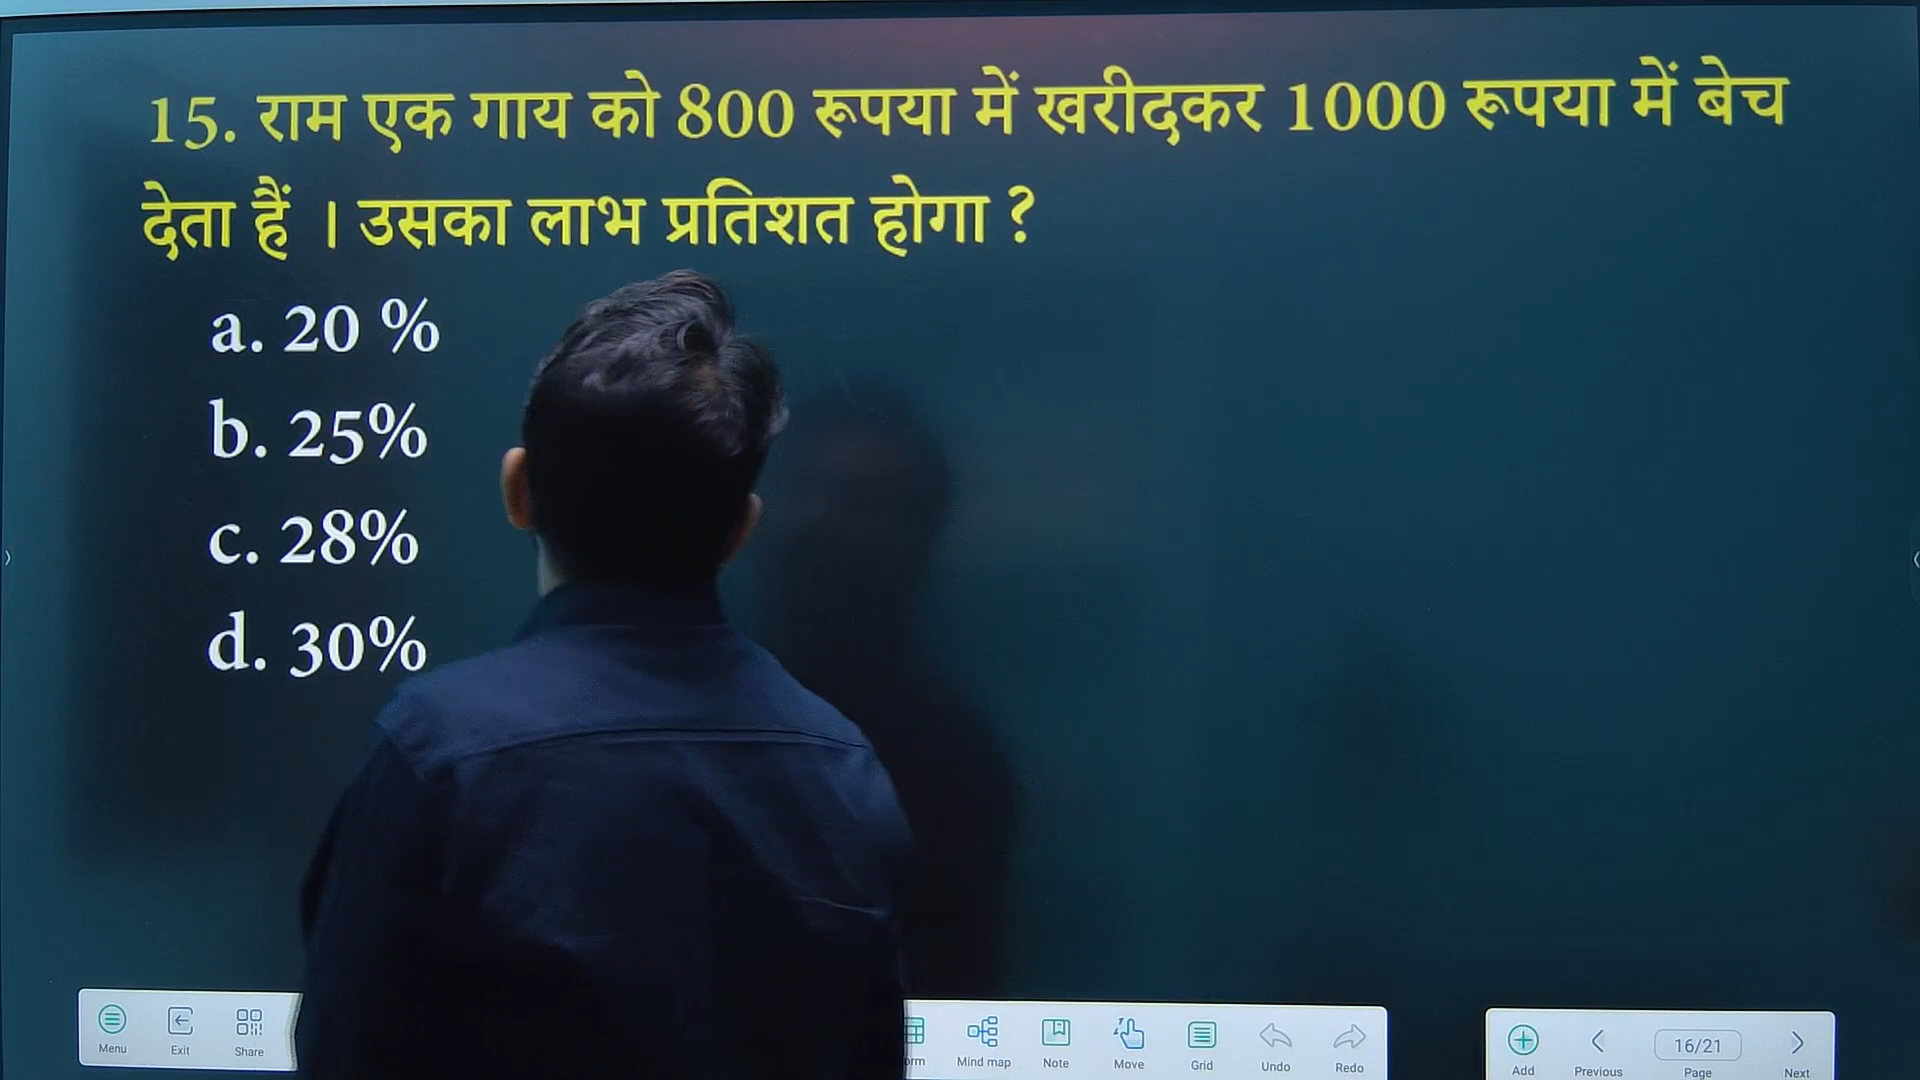 15. राम एक गाय को 800 रूपया में खरीदकर 1000 रूपया में बेच
देता हैं । उसका लाभ प्रतिशत होगा ?
a. 20 %
b. 25%
c. 28%
d. 30%
Menu Exit Share Mind map Note Move Grid Undo Redo Add Previous 16/21 Page Next